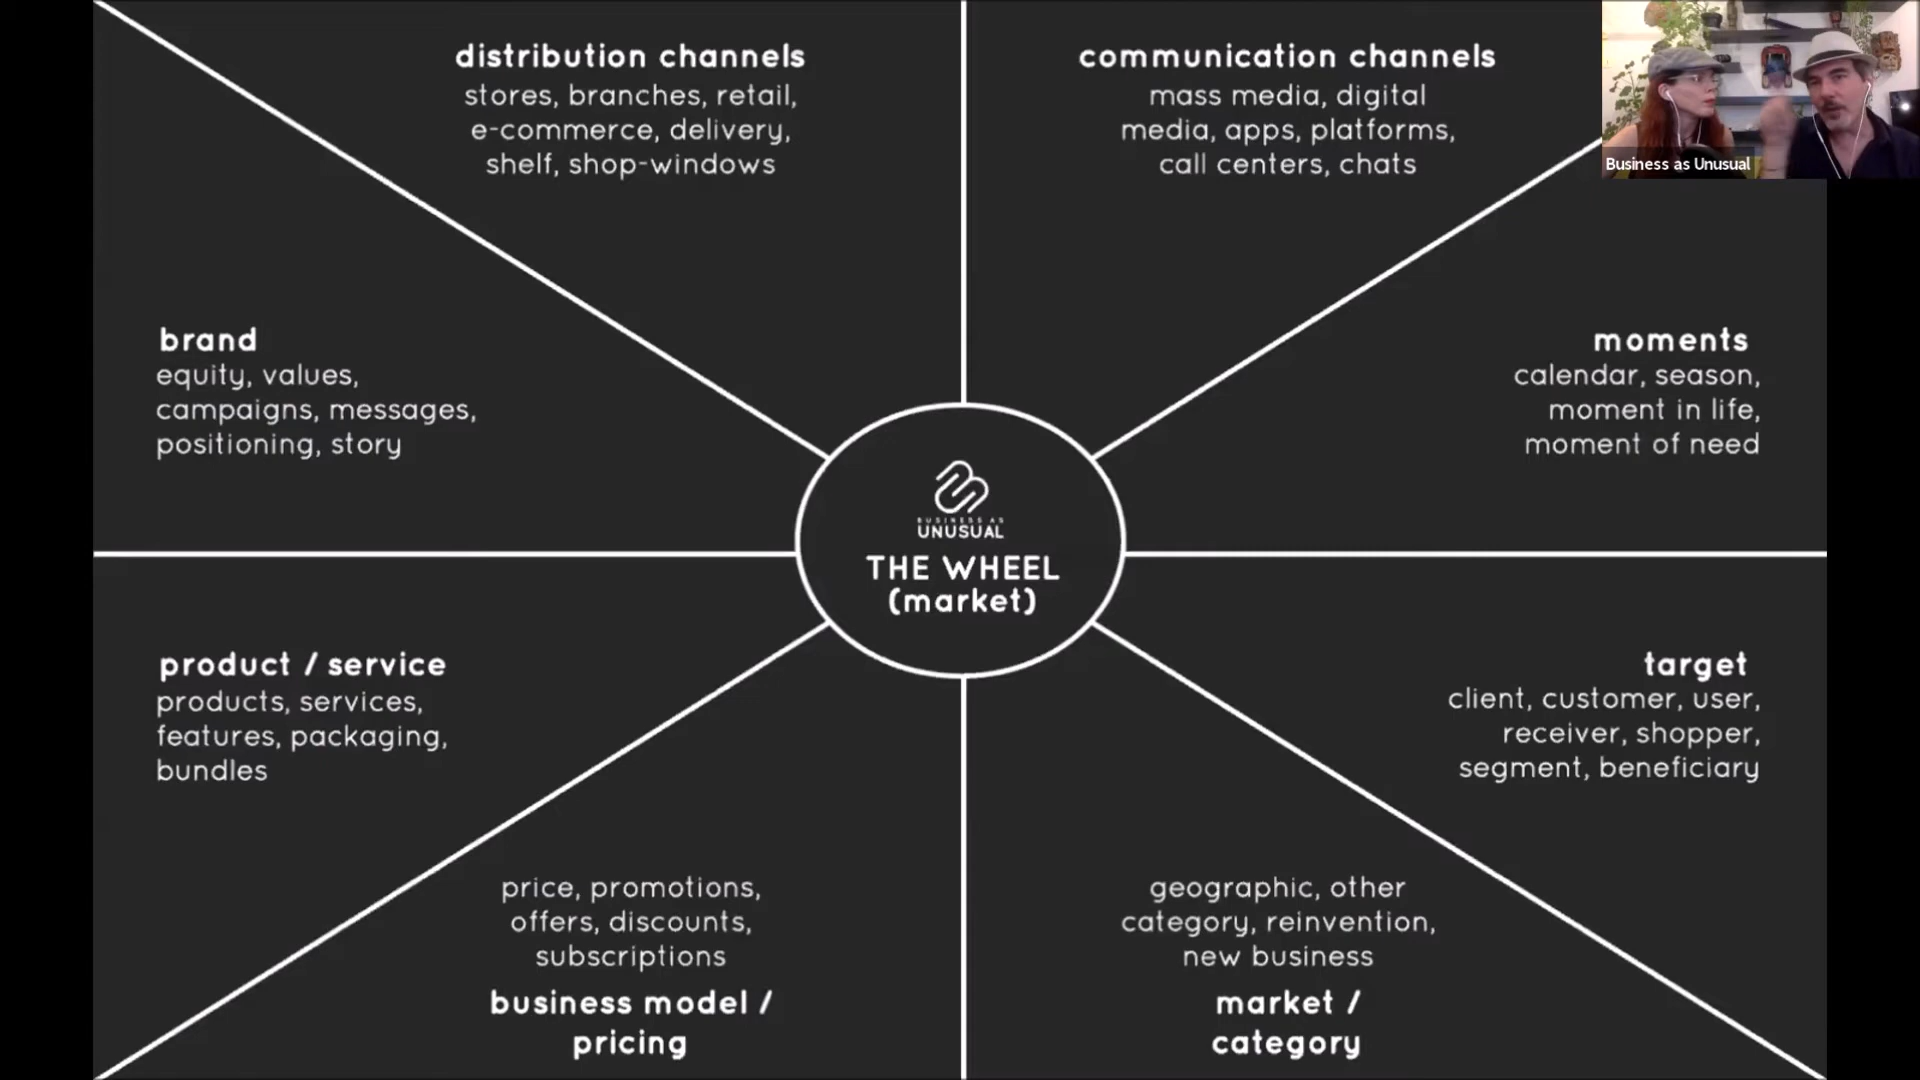 distribution channels
stores, branches, retail,
e-commerce, delivery,
shelf, shop-windows
communication channels
mass media, digital
media, apps, platforms,
call centers, chats
Business as Unusual
brand
equity, values,
campaigns, messages,
positioning, story
moments
calendar, season,
moment in life,
moment of need
BUSINESS AS
UNUSUAL
THE WHEEL
(market)
product / service
products, services,
features, packaging,
bundles
target
client, customer, user,
receiver, shopper,
segment, beneficiary
price, promotions,
offers, discounts,
subscriptions
business model /
pricing
geographic, other
category, reinvention,
new business
market /
category